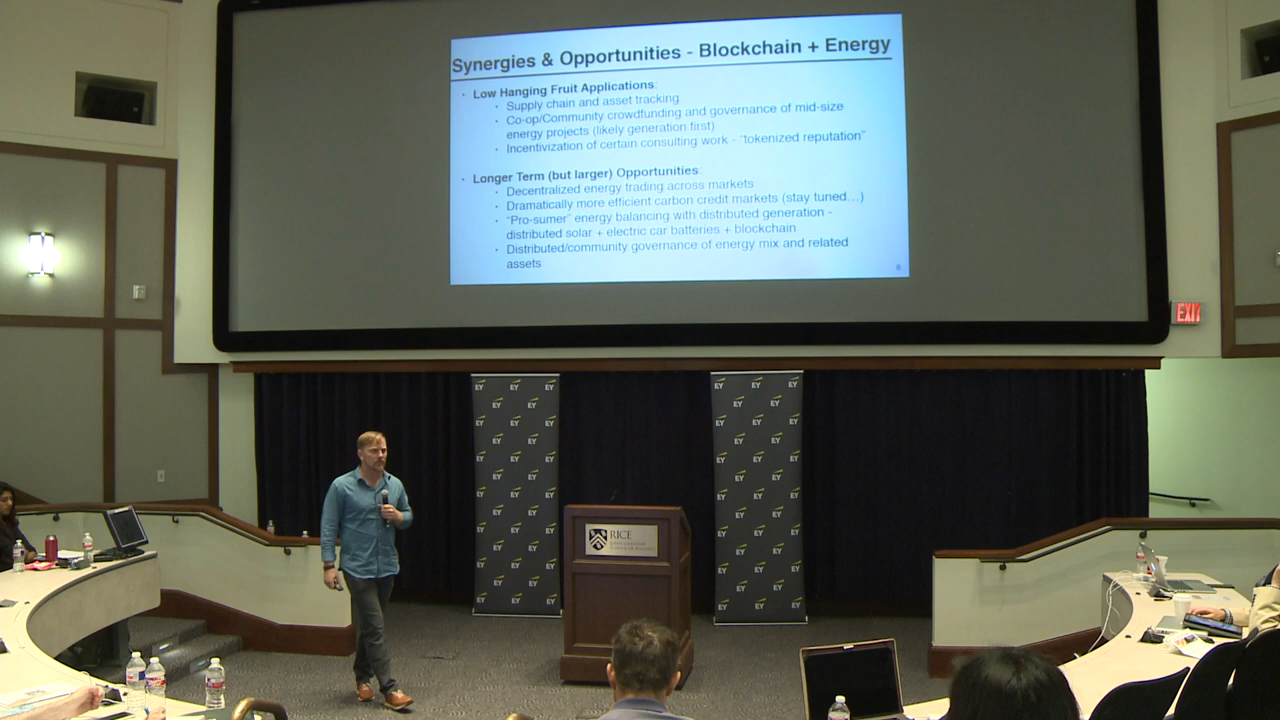 Synergies & Opportunities - Blockchain + Energy
· Low Hanging Fruit Applications:
· Supply chain and asset tracking
· Co-op/Community crowdfunding and governance of mid-size
energy projects (likely generation first)
· Incentivization of certain consulting work - “tokenized reputation”
· Longer Term (but larger) Opportunities:
· Decentralized energy trading across markets
· Dramatically more efficient carbon credit markets (stay tuned…)
· “Pro-sumer” energy balancing with distributed generation -
distributed solar + electric car batteries + blockchain
· Distributed/community governance of energy mix and related
assets
8
EXIT
EY
RICE